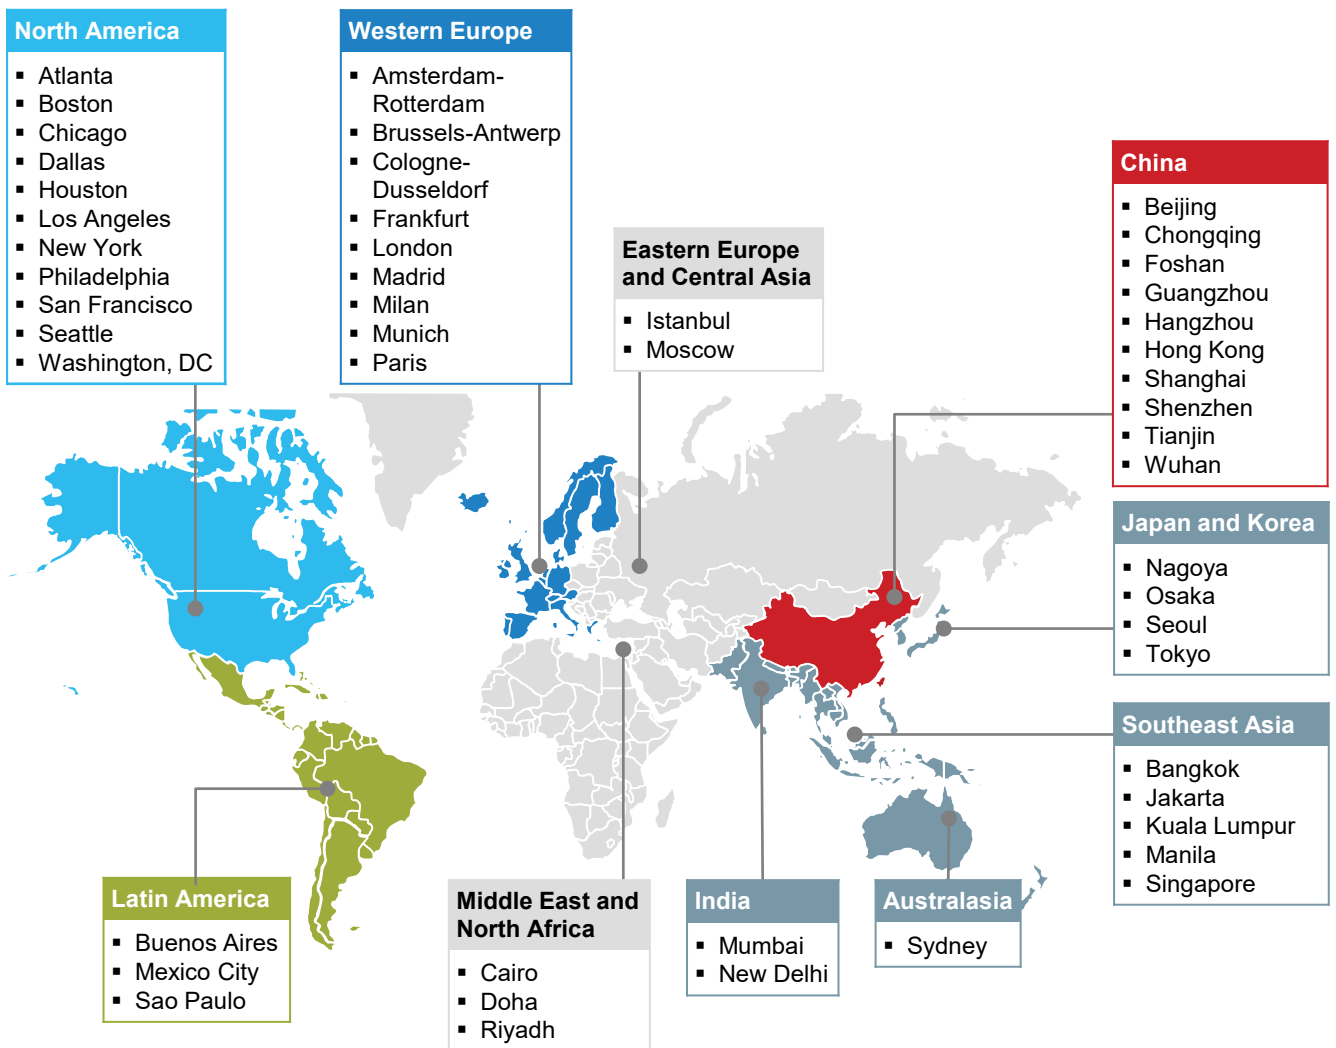 North America
▪ Atlanta
▪ Boston
▪ Chicago
▪ Dallas
▪ Houston
▪ Los Angeles
▪ New York
▪ Philadelphia
▪ San Francisco
▪ Seattle
▪ Washington, DC
Western Europe
▪ Amsterdam-
Rotterdam
▪ Brussels-Antwerp
▪ Cologne-
Dusseldorf
▪ Frankfurt
▪ London
▪ Madrid
▪ Milan
▪ Munich
▪ Paris
Eastern Europe
and Central Asia
▪ Istanbul
▪ Moscow
China
▪ Beijing
▪ Chongqing
▪ Foshan
▪ Guangzhou
▪ Hangzhou
▪ Hong Kong
▪ Shanghai
▪ Shenzhen
▪ Tianjin
▪ Wuhan
Japan and Korea
▪ Nagoya
▪ Osaka
▪ Seoul
▪ Tokyo
Southeast Asia
▪ Bangkok
▪ Jakarta
▪ Kuala Lumpur
▪ Manila
▪ Singapore
Latin America
▪ Buenos Aires
▪ Mexico City
▪ Sao Paulo
Middle East and
North Africa
▪ Cairo
▪ Doha
▪ Riyadh
India
▪ Mumbai
▪ New Delhi
Australasia
▪ Sydney